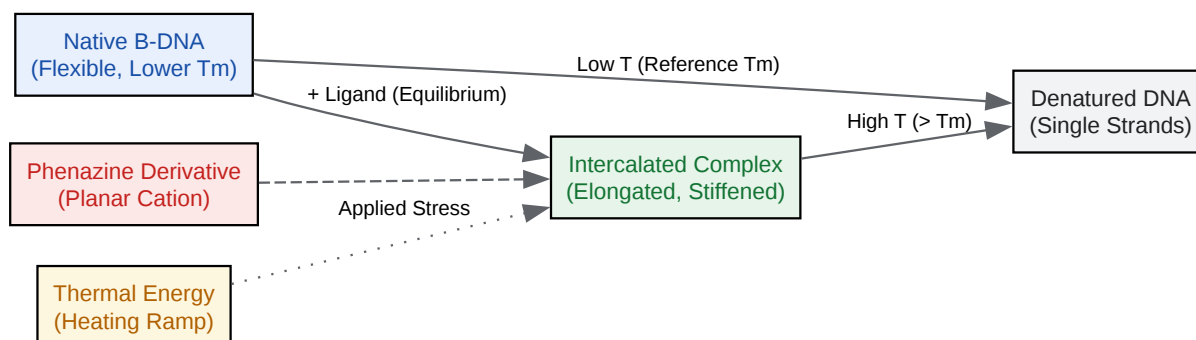 Native B-DNA
(Flexible, Lower Tm)
Low T (Reference Tm)
+ Ligand (Equilibrium)
Denatured DNA
(Single Strands)
High T (> Tm)
Phenazine Derivative
(Planar Cation)
Intercalated Complex
(Elongated, Stiffened)
Applied Stress
Thermal Energy
(Heating Ramp)